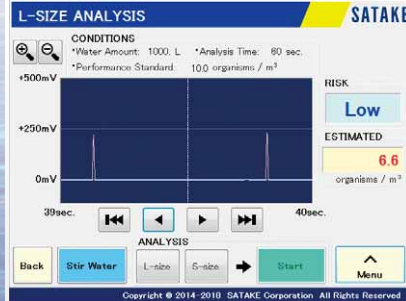 L-SIZE ANALYSIS SATAKE
CONDITIONS
*Water Amount: 1000. L *Analysis Time: 60 sec.
*Performance Standard: 10.0 organisms / m³
+500mV
RISK
Low
+250mV
ESTIMATED
6.6
0mV
organisms / m³
39sec. 40sec.
ANALYSIS
Back Stir Water L-size S-size Start Menu
Copyright © 2014-2018 SATAKE Corporation All Rights Reserved